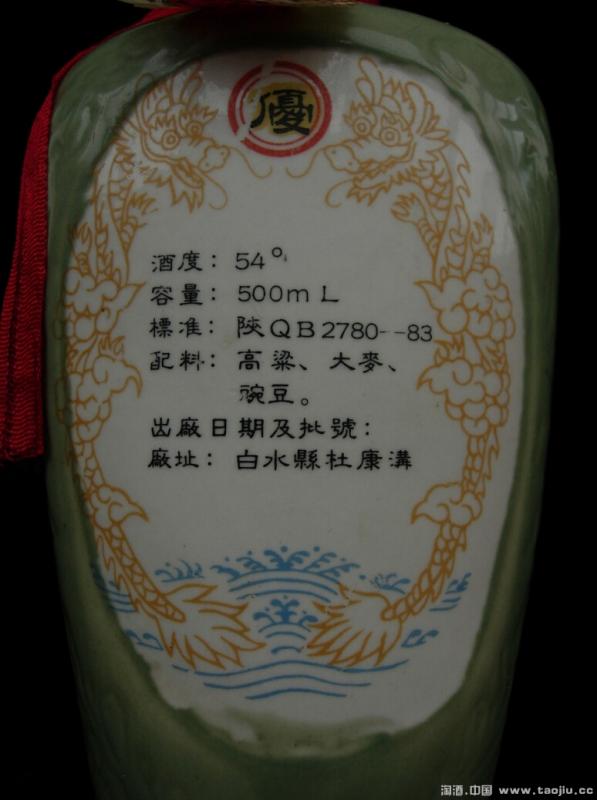 優
酒度：54°
容量：500mL
標准：陝QB2780--83
配料：高粱、大麥、
豌豆。
出廠日期及批號：
廠址：白水縣杜康溝
淘酒.中国 www.taojiu.cc